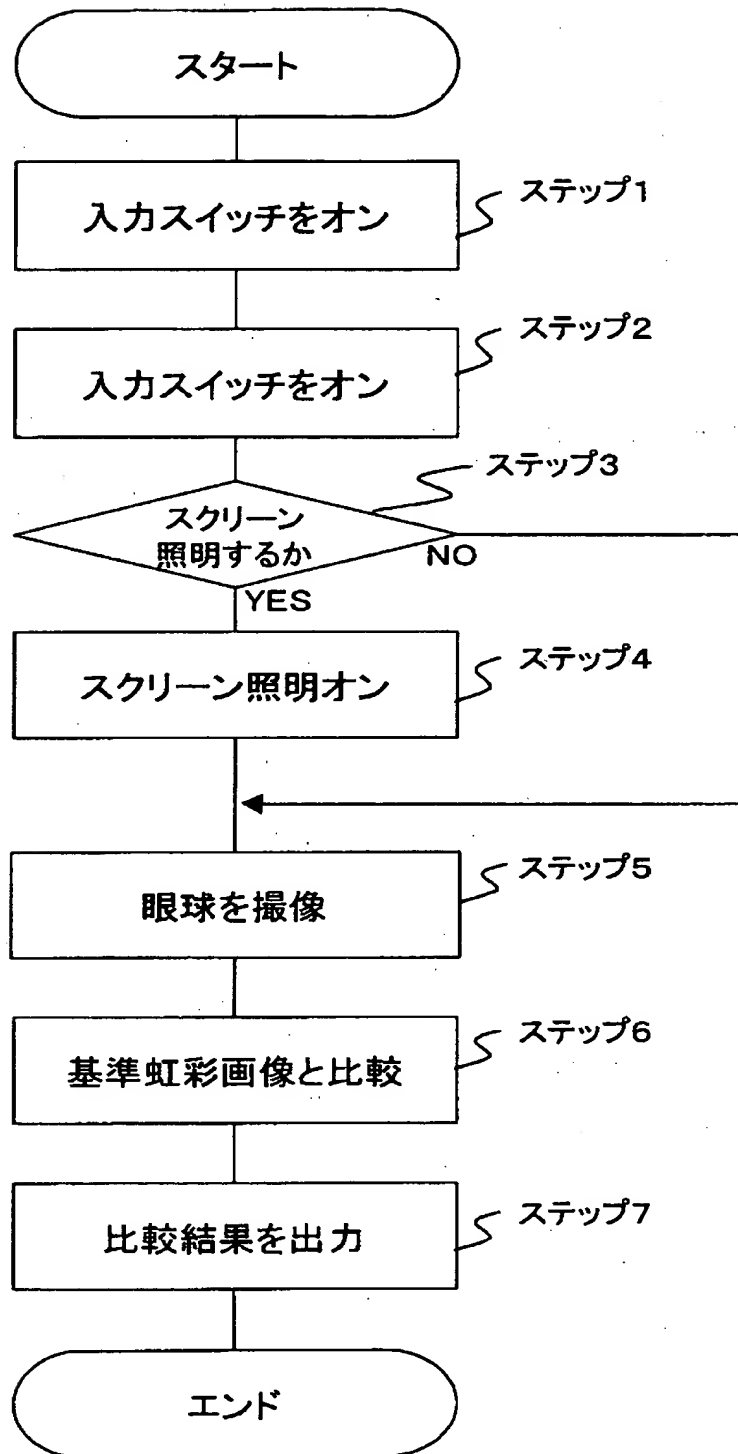 スタート
入力スイッチをオン
ステップ1
入力スイッチをオン
ステップ2
ステップ3
スクリーン
照明するか
NO
YES
スクリーン照明オン
ステップ4
眼球を撮像
ステップ5
基準虹彩画像と比較
ステップ6
比較結果を出力
ステップ7
エンド